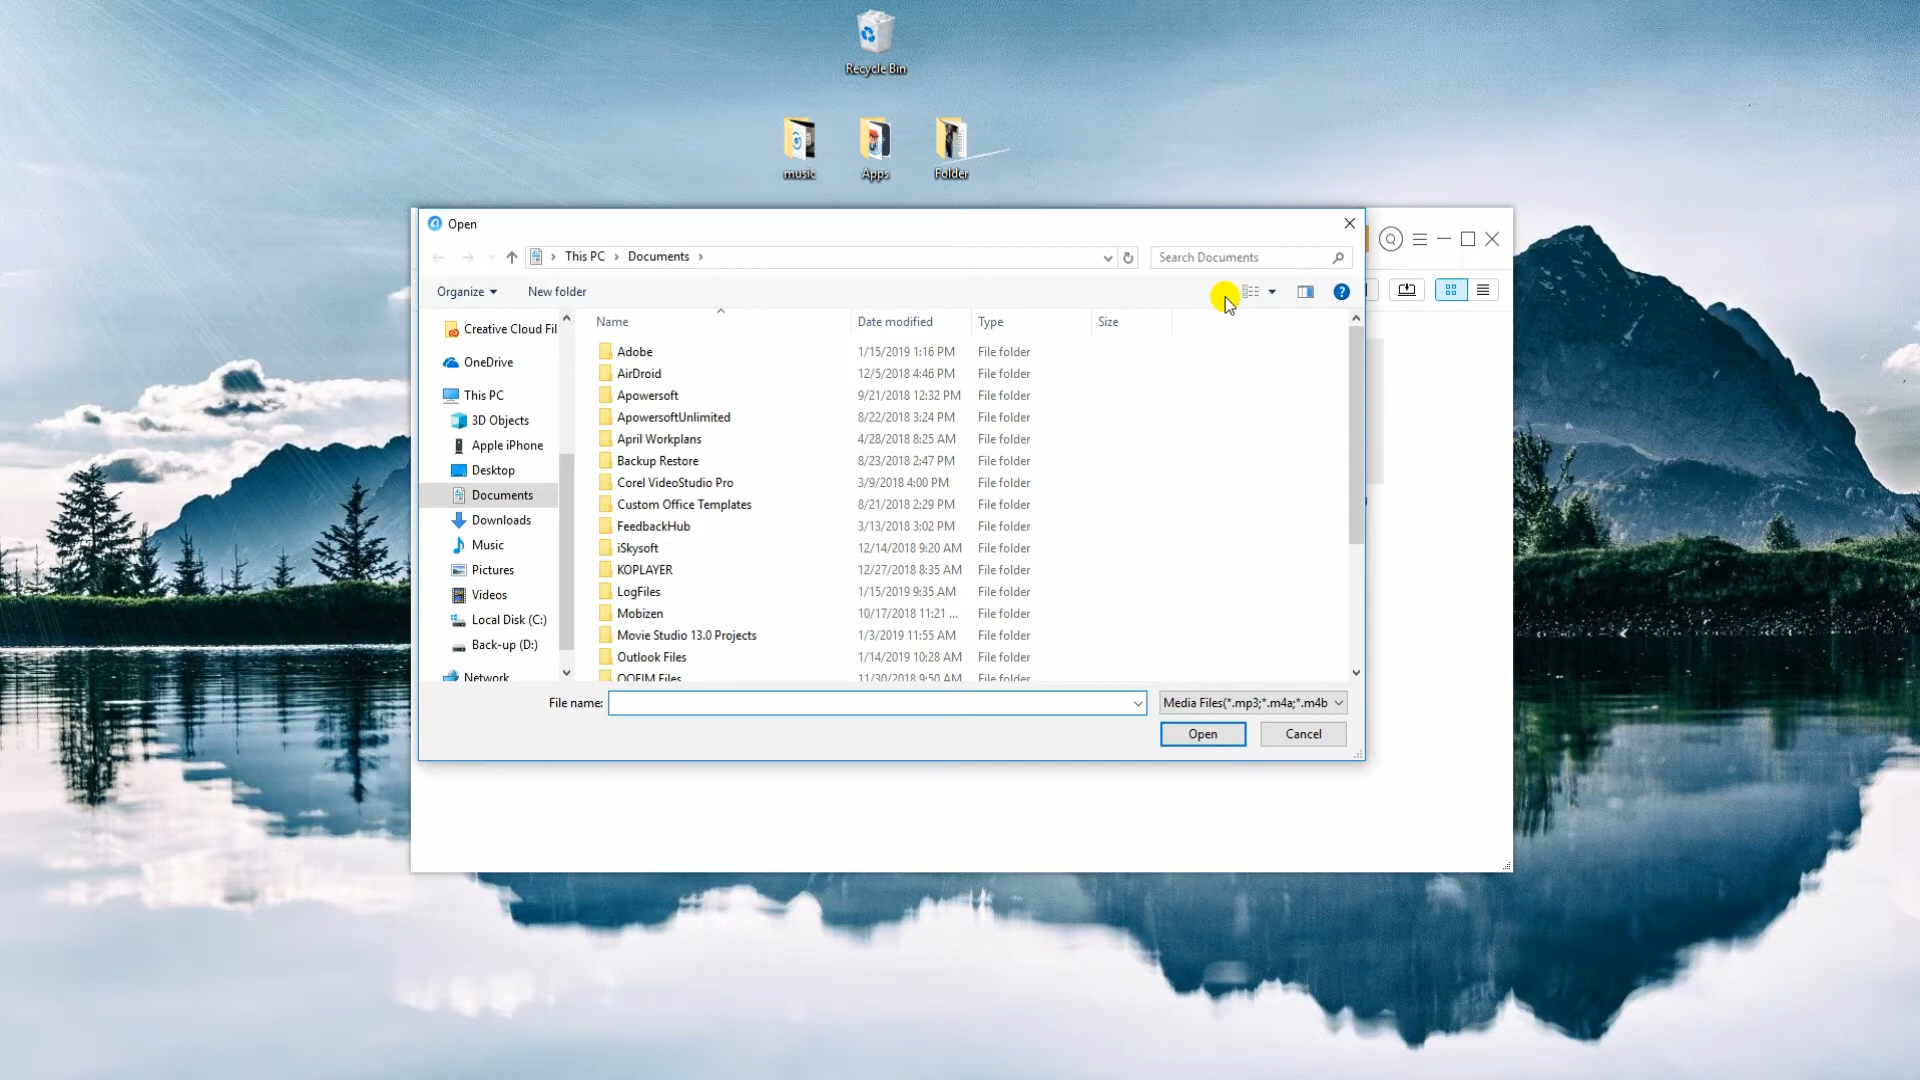 Recycle Bin
music Apps Folder
Open
This PC Documents Search Documents
Organize New folder
Name Date modified Type Size
Creative Cloud Fil
OneDrive
This PC
3D Objects
Apple iPhone
Desktop
Documents
Downloads
Music
Pictures
Videos
Local Disk (C:)
Back-up (D:)
Network
Adobe 1/15/2019 1:16 PM File folder
AirDroid 12/5/2018 4:46 PM File folder
Apowersoft 9/21/2018 12:32 PM File folder
ApowersoftUnlimited 8/22/2018 3:24 PM File folder
April Workplans 4/28/2018 8:25 AM File folder
Backup Restore 8/23/2018 2:47 PM File folder
Corel VideoStudio Pro 3/9/2018 4:00 PM File folder
Custom Office Templates 8/21/2018 2:29 PM File folder
FeedbackHub 3/13/2018 3:02 PM File folder
iSkysoft 12/14/2018 9:20 AM File folder
KOPLAYER 12/27/2018 8:35 AM File folder
LogFiles 1/15/2019 9:35 AM File folder
Mobizen 10/17/2018 11:21 ... File folder
Movie Studio 13.0 Projects 1/3/2019 11:55 AM File folder
Outlook Files 1/14/2019 10:28 AM File folder
Files 11/30/2018 9:50 AM File folder
File name: Media Files(*.mp3;*.m4a;*.m4b
Open Cancel